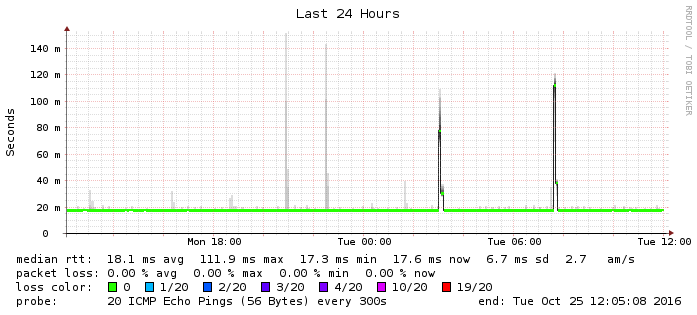 Last 24 Hours
RRDTOOL / TOBI OETIKER
Seconds
140 m
120 m
100 m
80 m
60 m
40 m
20 m
0
Mon 18:00 Tue 00:00 Tue 06:00 Tue 12:00
median rtt: 18.1 ms avg 111.9 ms max 17.3 ms min 17.6 ms now 6.7 ms sd 2.7 am/s
packet loss: 0.00 % avg 0.00 % max 0.00 % min 0.00 % now
loss color: 0 1/20 2/20 3/20 4/20 10/20 19/20
probe: 20 ICMP Echo Pings (56 Bytes) every 300s end: Tue Oct 25 12:05:08 2016